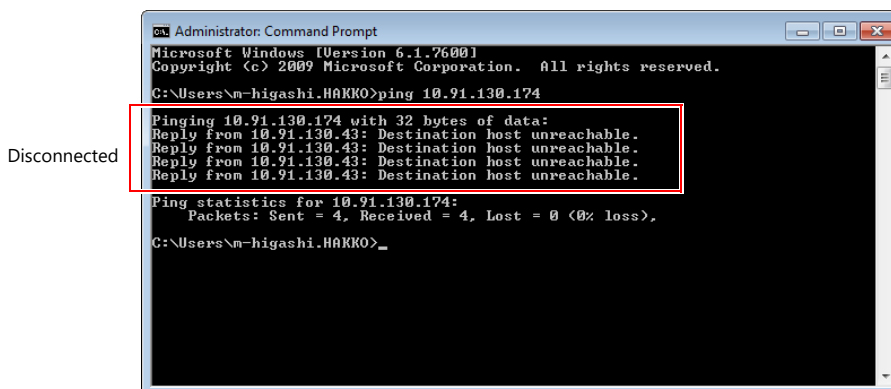 Administrator: Command Prompt
Microsoft Windows [Version 6.1.7600]
Copyright (c) 2009 Microsoft Corporation.  All rights reserved.
C:\Users\m-higashi.HAKKO>ping 10.91.130.174
Pinging 10.91.130.174 with 32 bytes of data:
Reply from 10.91.130.43: Destination host unreachable.
Reply from 10.91.130.43: Destination host unreachable.
Reply from 10.91.130.43: Destination host unreachable.
Reply from 10.91.130.43: Destination host unreachable.
Disconnected
Ping statistics for 10.91.130.174:
    Packets: Sent = 4, Received = 4, Lost = 0 (0% loss),
C:\Users\m-higashi.HAKKO>_